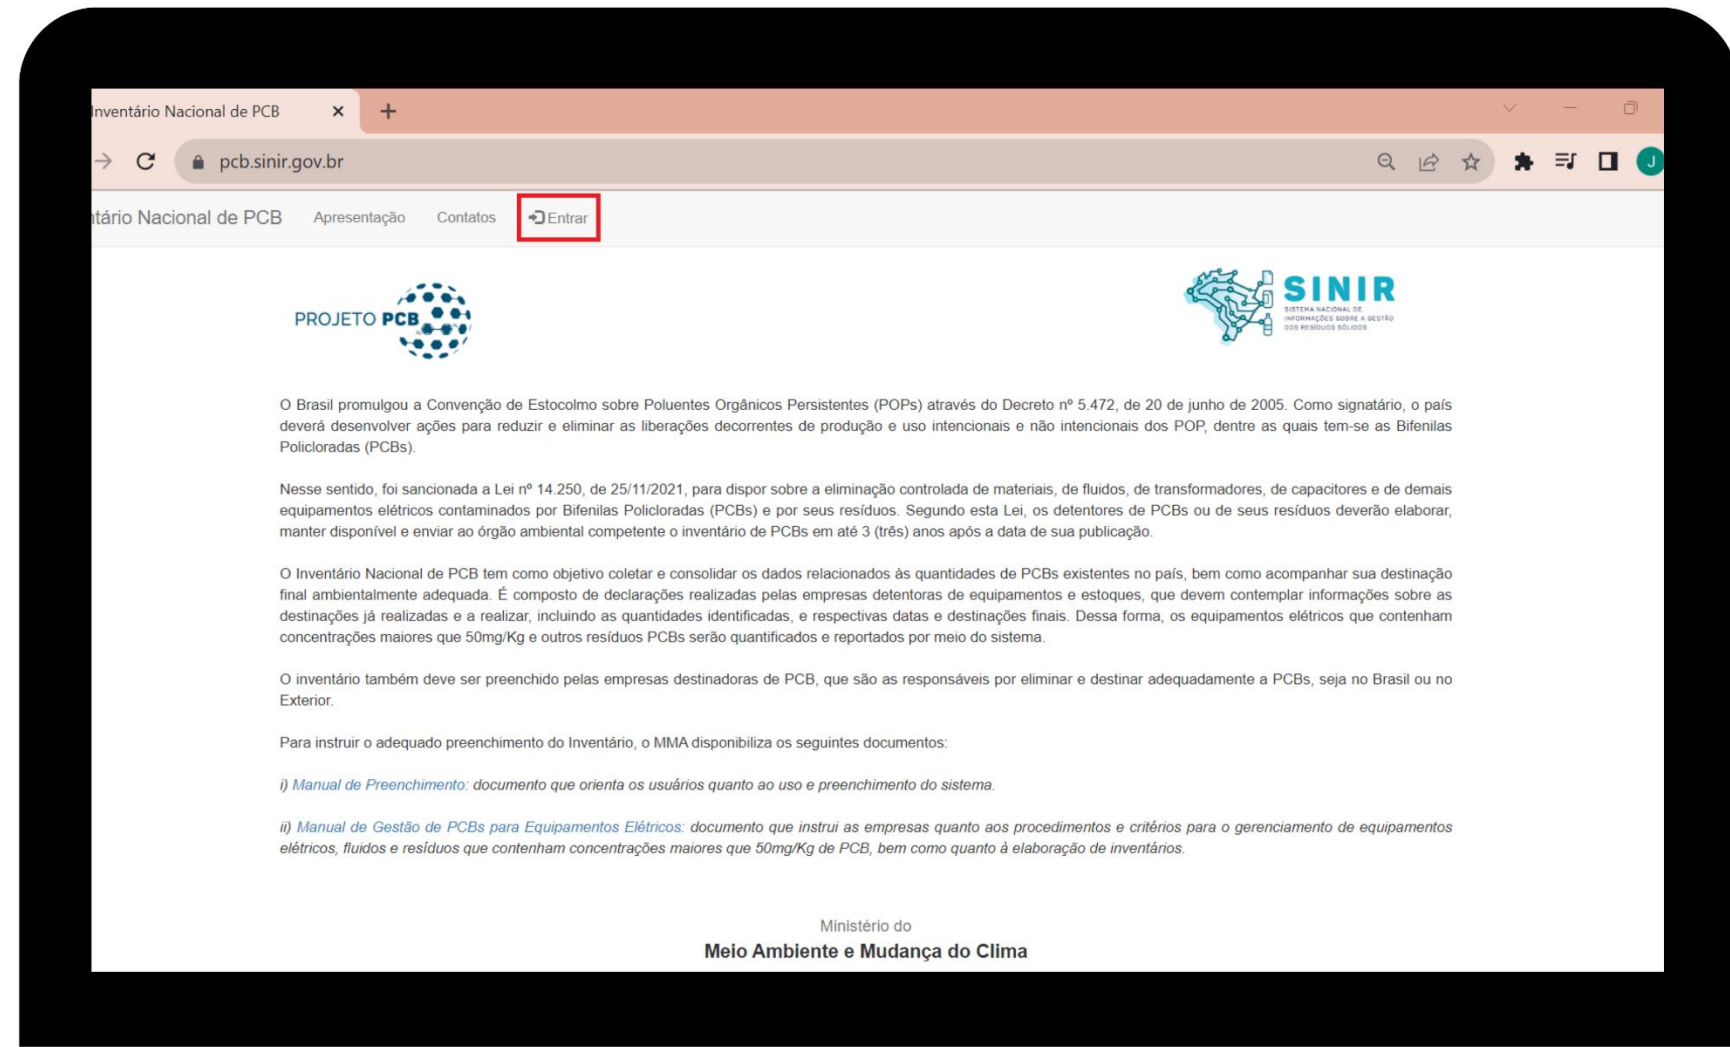 Inventário Nacional de PCB
pcb.sinir.gov.br
J
ntário Nacional de PCB Apresentação Contatos Entrar
PROJETO PCB
SINIR
SISTEMA NACIONAL DE
INFORMAÇÕES SOBRE A GESTÃO
DOS RESÍDUOS SÓLIDOS
O Brasil promulgou a Convenção de Estocolmo sobre Poluentes Orgânicos Persistentes (POPs) através do Decreto nº 5.472, de 20 de junho de 2005. Como signatário, o país
deverá desenvolver ações para reduzir e eliminar as liberações decorrentes de produção e uso intencionais e não intencionais dos POP, dentre as quais tem-se as Bifenilas
Policloradas (PCBs).
Nesse sentido, foi sancionada a Lei nº 14.250, de 25/11/2021, para dispor sobre a eliminação controlada de materiais, de fluidos, de transformadores, de capacitores e de demais
equipamentos elétricos contaminados por Bifenilas Policloradas (PCBs) e por seus resíduos. Segundo esta Lei, os detentores de PCBs ou de seus resíduos deverão elaborar,
manter disponível e enviar ao órgão ambiental competente o inventário de PCBs em até 3 (três) anos após a data de sua publicação.
O Inventário Nacional de PCB tem como objetivo coletar e consolidar os dados relacionados às quantidades de PCBs existentes no país, bem como acompanhar sua destinação
final ambientalmente adequada. É composto de declarações realizadas pelas empresas detentoras de equipamentos e estoques, que devem contemplar informações sobre as
destinações já realizadas e a realizar, incluindo as quantidades identificadas, e respectivas datas e destinações finais. Dessa forma, os equipamentos elétricos que contenham
concentrações maiores que 50mg/Kg e outros resíduos PCBs serão quantificados e reportados por meio do sistema.
O inventário também deve ser preenchido pelas empresas destinadoras de PCB, que são as responsáveis por eliminar e destinar adequadamente a PCBs, seja no Brasil ou no
Exterior.
Para instruir o adequado preenchimento do Inventário, o MMA disponibiliza os seguintes documentos:
i) Manual de Preenchimento: documento que orienta os usuários quanto ao uso e preenchimento do sistema.
ii) Manual de Gestão de PCBs para Equipamentos Elétricos: documento que instrui as empresas quanto aos procedimentos e critérios para o gerenciamento de equipamentos
elétricos, fluidos e resíduos que contenham concentrações maiores que 50mg/Kg de PCB, bem como quanto à elaboração de inventários.
Ministério do
Meio Ambiente e Mudança do Clima